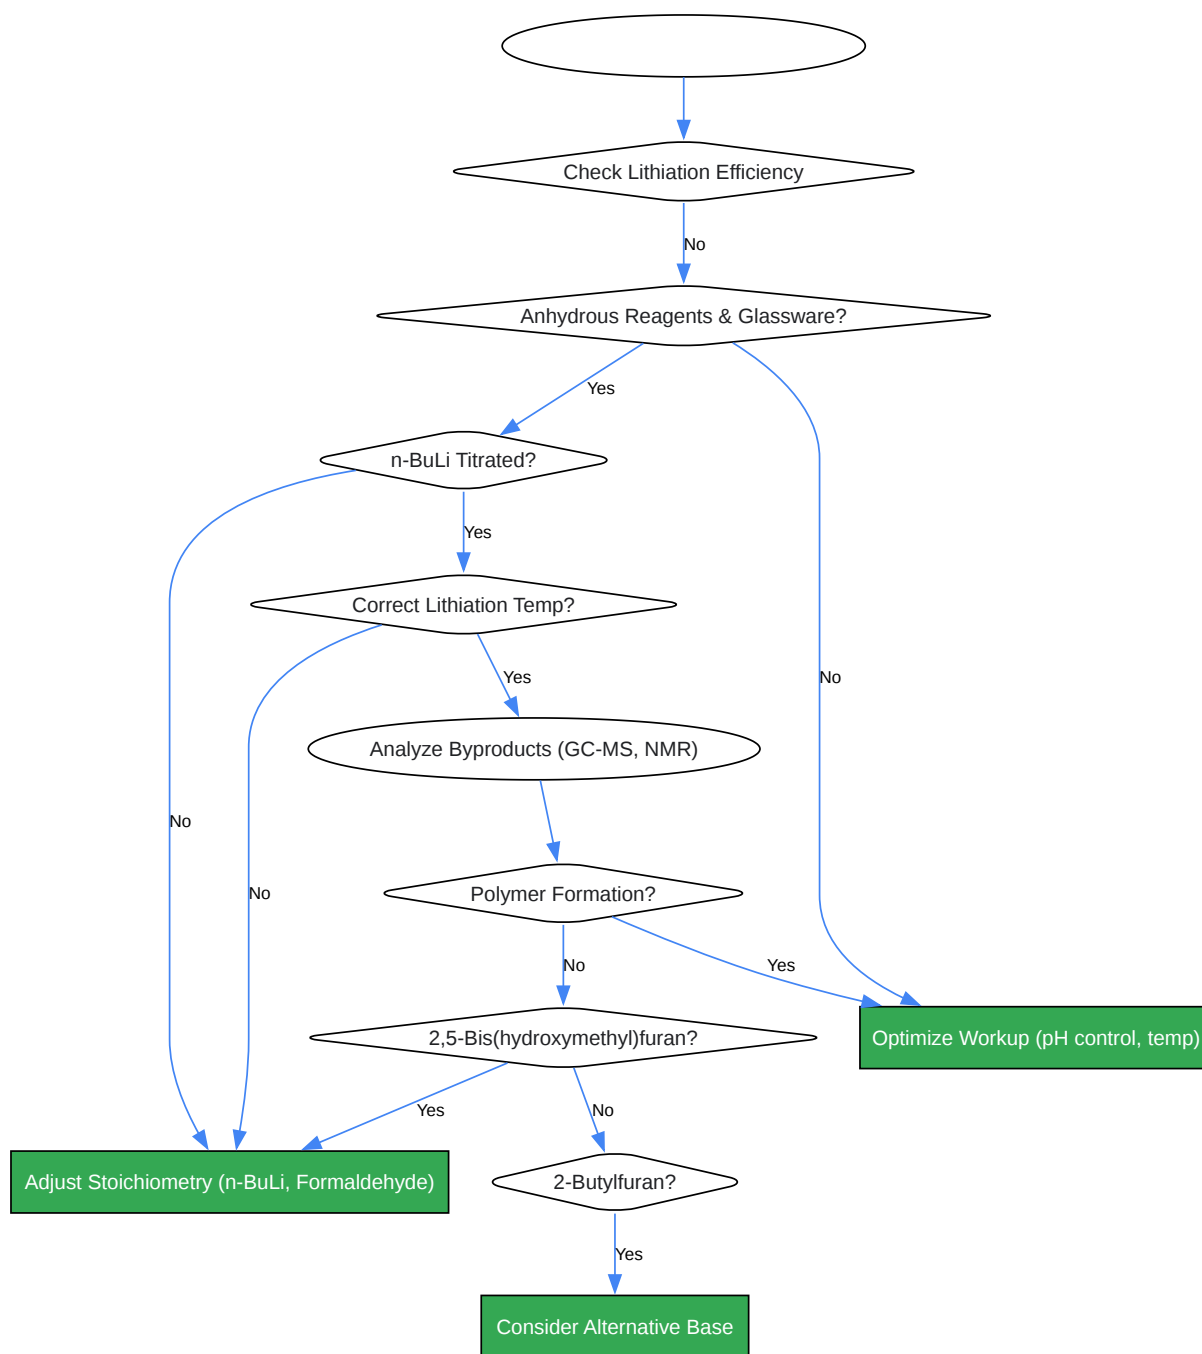 Check Lithiation Efficiency
No
Anhydrous Reagents & Glassware?
Yes
n-BuLi Titrated?
Yes
Correct Lithiation Temp?
Yes
No
Analyze Byproducts (GC-MS, NMR)
No
No
Polymer Formation?
No
Yes
2,5-Bis(hydroxymethyl)furan?
Optimize Workup (pH control, temp)
Yes
No
Adjust Stoichiometry (n-BuLi, Formaldehyde)
2-Butylfuran?
Yes
Consider Alternative Base